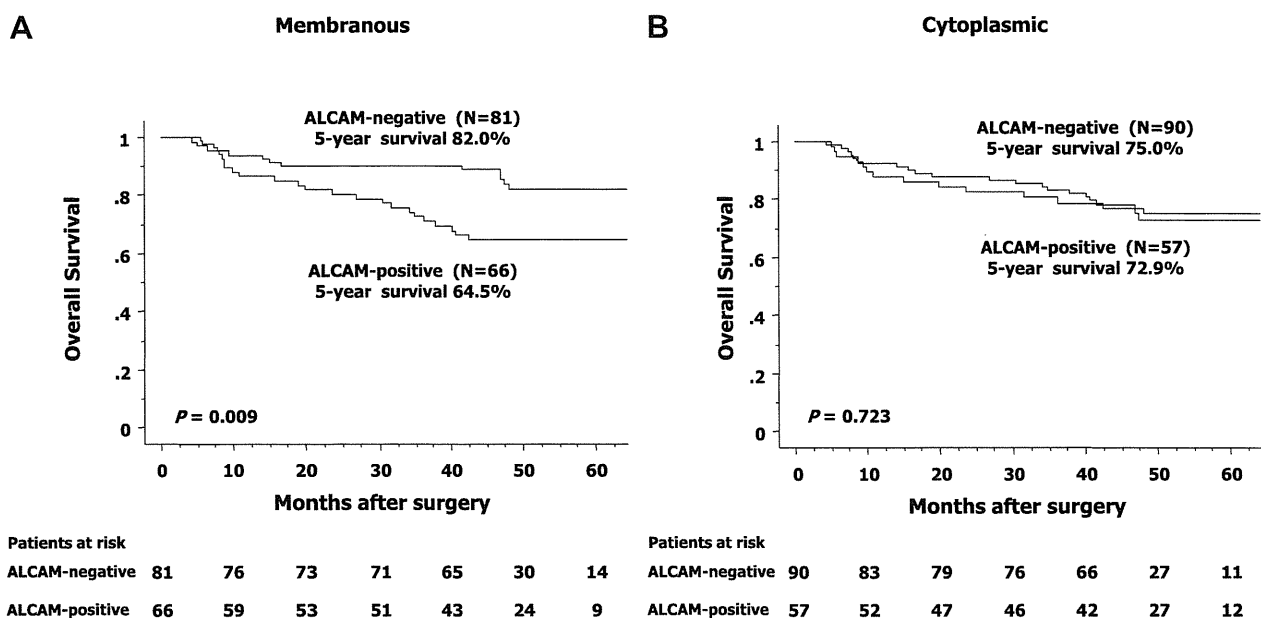 A
Membranous
ALCAM-negative (N=81)
5-year survival 82.0%
1
.8
.6
.4
.2
0
Overall Survival
ALCAM-positive (N=66)
5-year survival 64.5%
P = 0.009
0 10 20 30 40 50 60
Months after surgery
Patients at risk
ALCAM-negative 81 76 73 71 65 30 14
ALCAM-positive 66 59 53 51 43 24 9
B
Cytoplasmic
ALCAM-negative (N=90)
5-year survival 75.0%
1
.8
.6
.4
.2
0
Overall Survival
ALCAM-positive (N=57)
5-year survival 72.9%
P = 0.723
0 10 20 30 40 50 60
Months after surgery
Patients at risk
ALCAM-negative 90 83 79 76 66 27 11
ALCAM-positive 57 52 47 46 42 27 12